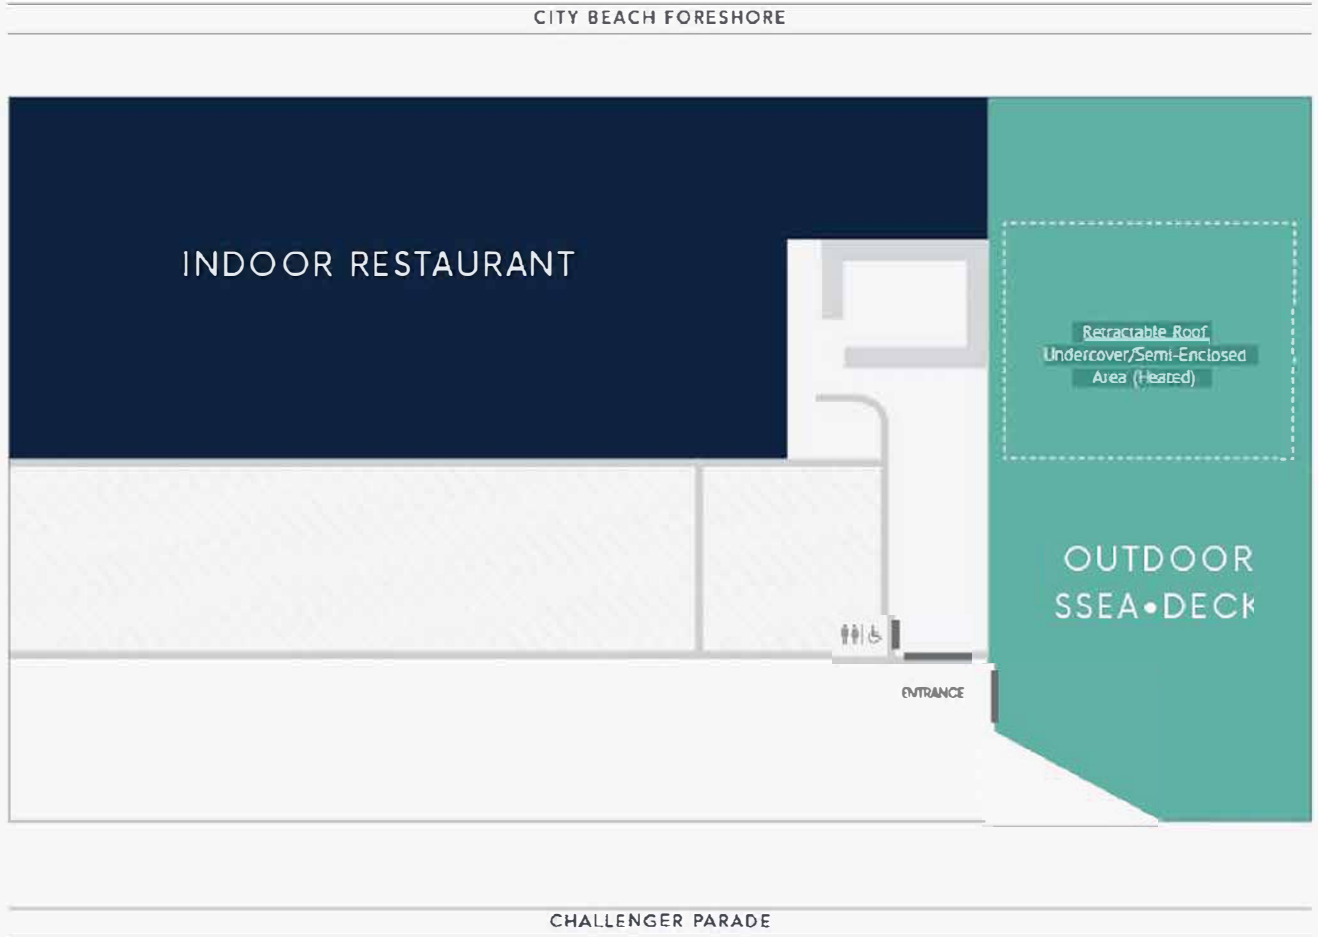 CITY BEACH FORESHORE
INDOOR RESTAURANT
Retractable Roof
Undercover/Semi-Enclosed
Area (Heated)
OUTDOOR
SSEA•DECK
ENTRANCE
CHALLENGER PARADE